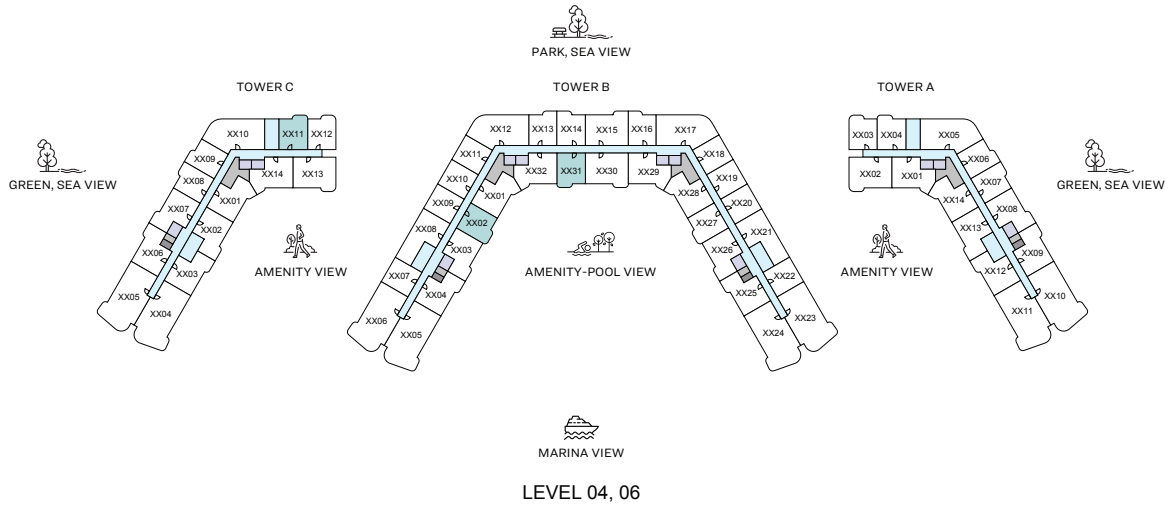 PARK, SEA VIEW
TOWER C
TOWER B
TOWER A
GREEN, SEA VIEW
GREEN, SEA VIEW
XX10
XX11
XX12
XX09
XX14
XX13
XX08
XX01
XX07
XX02
XX06
XX03
XX05
XX04
AMENITY VIEW
XX12
XX13
XX14
XX15
XX16
XX17
XX11
XX32
XX31
XX30
XX29
XX18
XX10
XX01
XX28
XX19
XX09
XX02
XX27
XX20
XX08
XX03
XX26
XX21
XX07
XX04
XX25
XX22
XX06
XX05
XX24
XX23
AMENITY-POOL VIEW
XX03
XX04
XX05
XX02
XX01
XX06
XX14
XX07
XX13
XX08
XX12
XX09
XX11
XX10
AMENITY VIEW
MARINA VIEW
LEVEL 04, 06